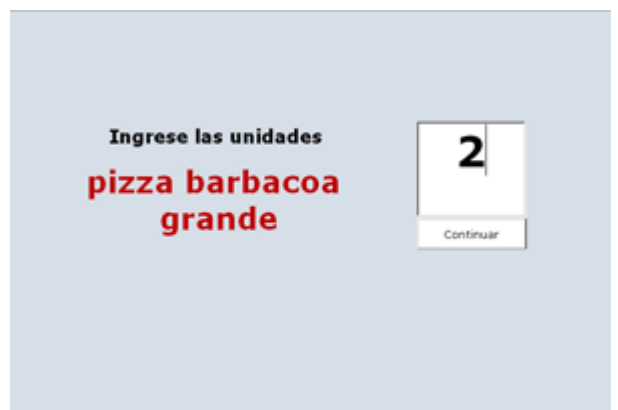 Ingrese las unidades
pizza barbacoa
grande
2
Continuar